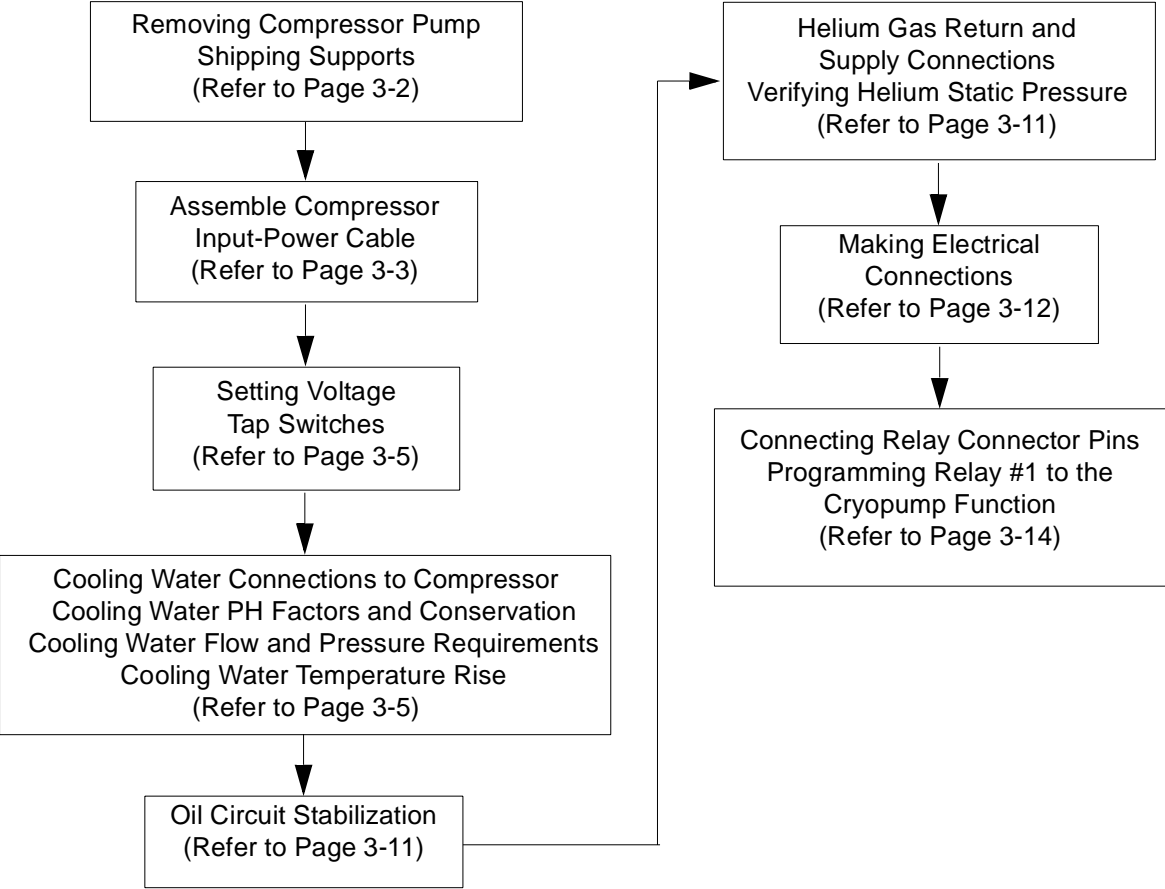 Removing Compressor Pump
Shipping Supports
(Refer to Page 3-2)
Assemble Compressor
Input-Power Cable
(Refer to Page 3-3)
Setting Voltage
Tap Switches
(Refer to Page 3-5)
Cooling Water Connections to Compressor
Cooling Water PH Factors and Conservation
Cooling Water Flow and Pressure Requirements
Cooling Water Temperature Rise
(Refer to Page 3-5)
Oil Circuit Stabilization
(Refer to Page 3-11)
Helium Gas Return and
Supply Connections
Verifying Helium Static Pressure
(Refer to Page 3-11)
Making Electrical
Connections
(Refer to Page 3-12)
Connecting Relay Connector Pins
Programming Relay #1 to the
Cryopump Function
(Refer to Page 3-14)